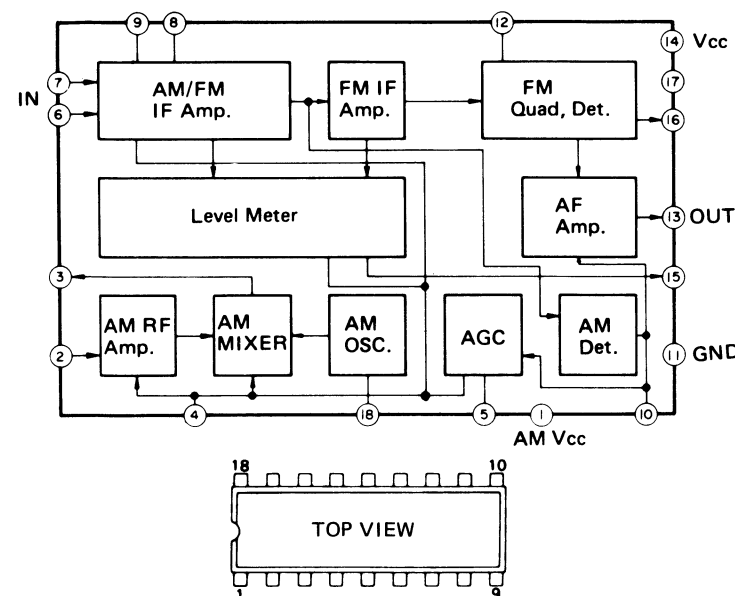 9 8 12
14 Vcc
7 AM/FM FM IF FM 17
IN IF Amp. Amp. Quad, Det.
6 16
Level Meter AF 13 OUT
Amp.
3 15
AM RF AM AM AGC AM
Amp. MIXER OSC. Det.
2 11 GND
4 18 5 1 10
AM Vcc
18 10
TOP VIEW
1 9